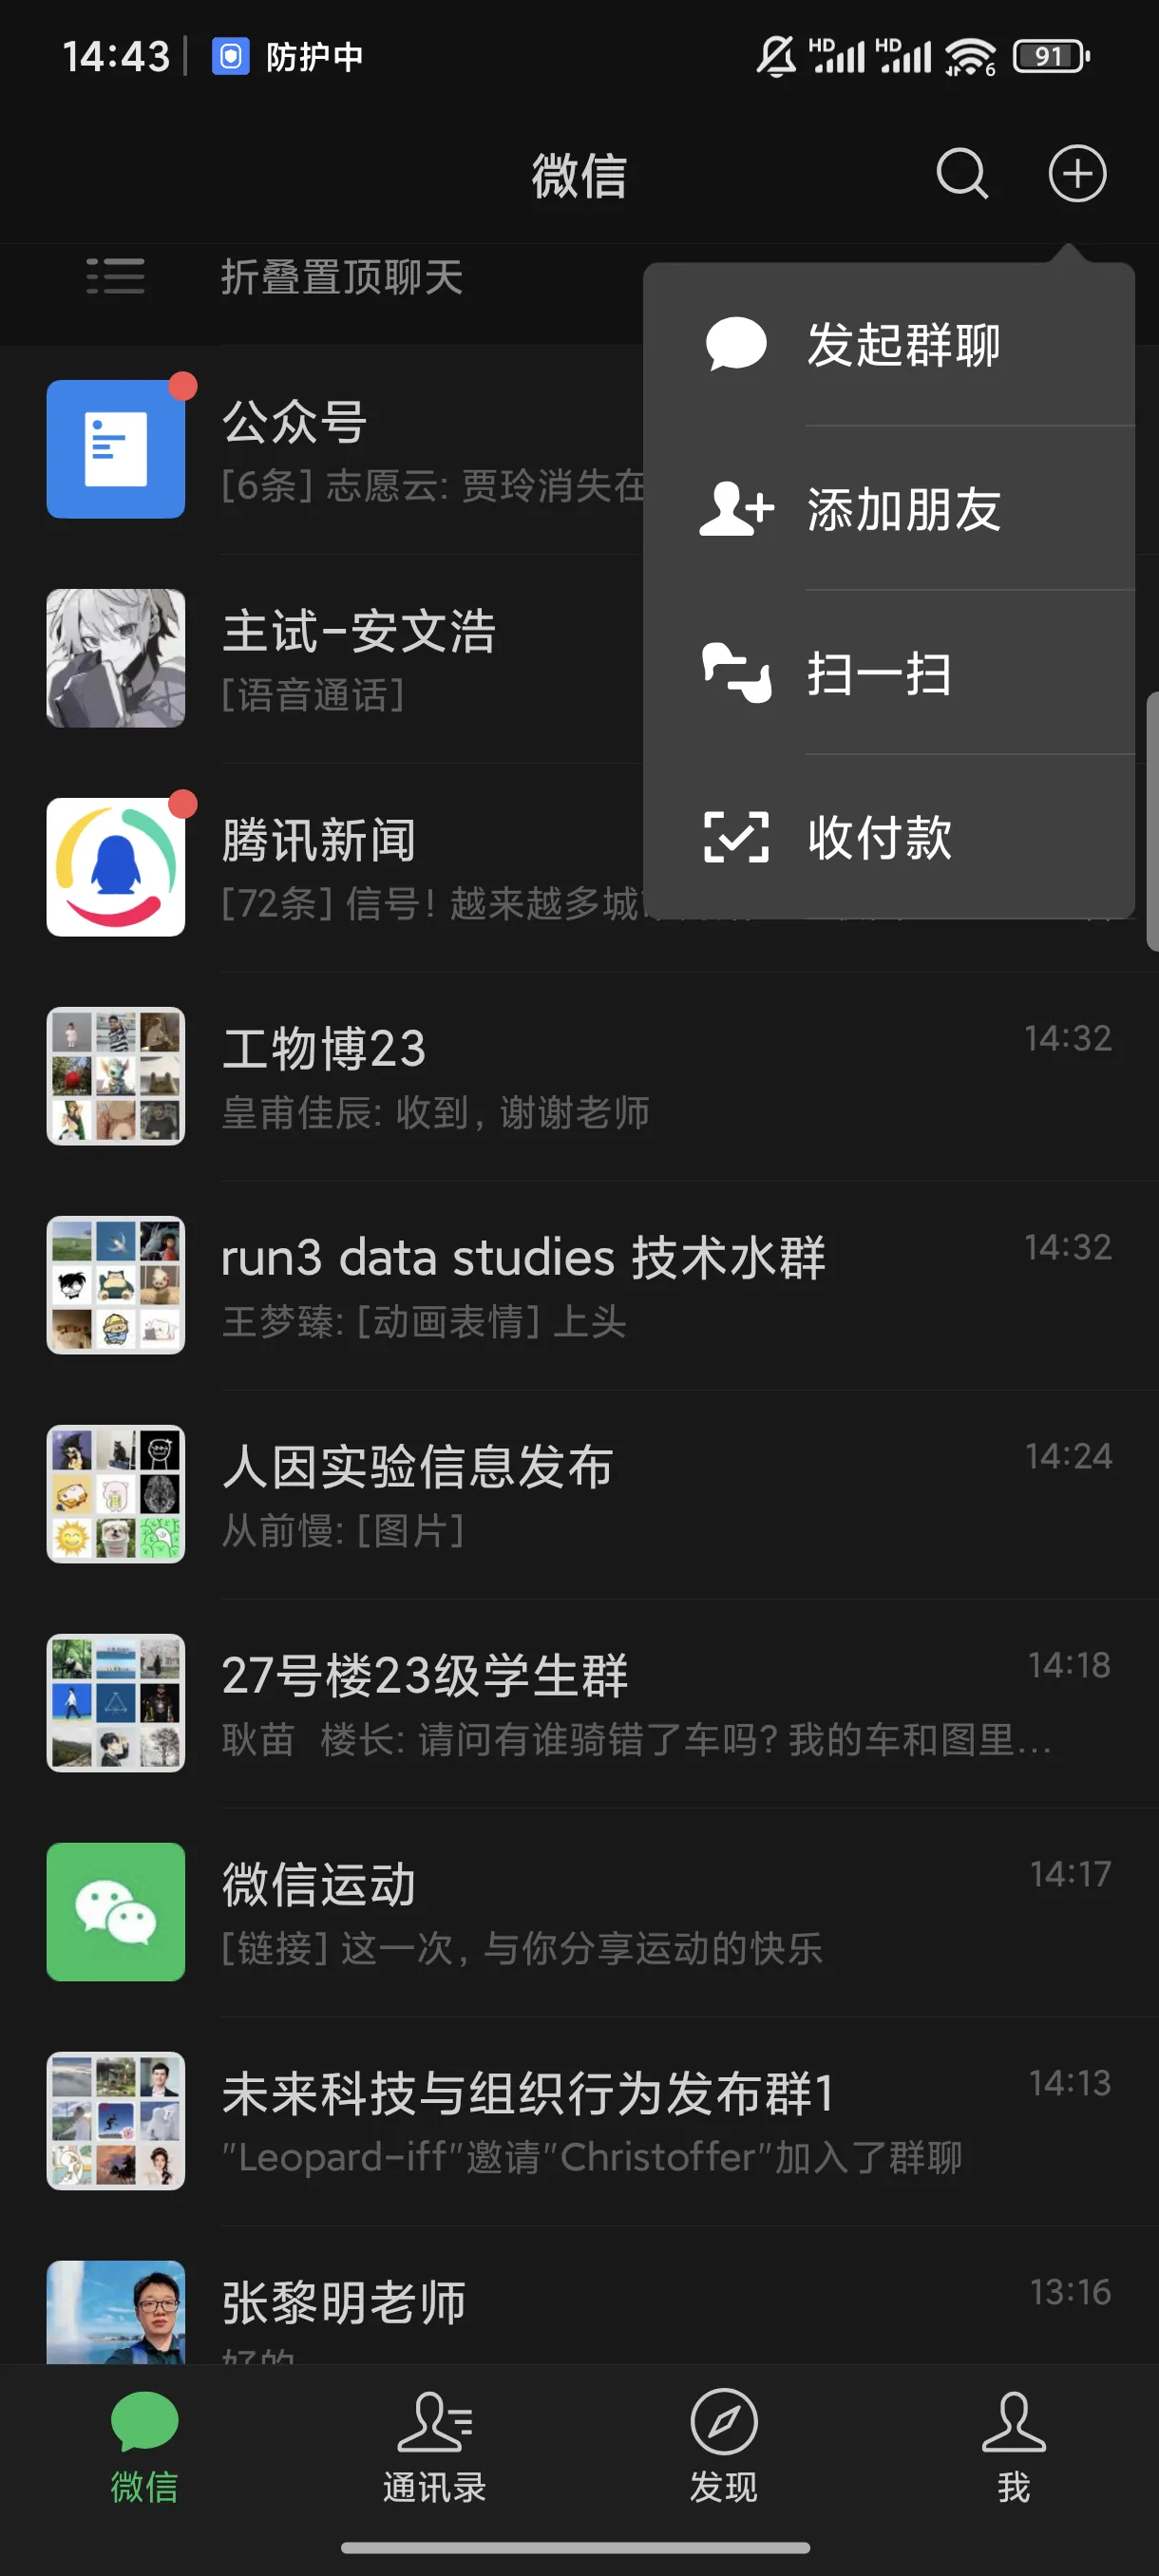 14:43
防护中
HD HD 6 91
微信
折叠置顶聊天
发起群聊
添加朋友
扫一扫
收付款
公众号
[6条] 志愿云: 贾玲消失在
主试-安文浩
[语音通话]
腾讯新闻
[72条] 信号! 越来越多城
工物博23
14:32
皇甫佳辰: 收到, 谢谢老师
run3 data studies 技术水群
14:32
王梦臻: [动画表情] 上头
人因实验信息发布
14:24
从前慢: [图片]
27号楼23级学生群
14:18
耿苗 楼长: 请问有谁骑错了车吗? 我的车和图里...
微信运动
14:17
[链接] 这一次, 与你分享运动的快乐
未来科技与组织行为发布群1
14:13
"Leopard-iff"邀请"Christoffer"加入了群聊
张黎明老师
13:16
好的
微信
通讯录
发现
我